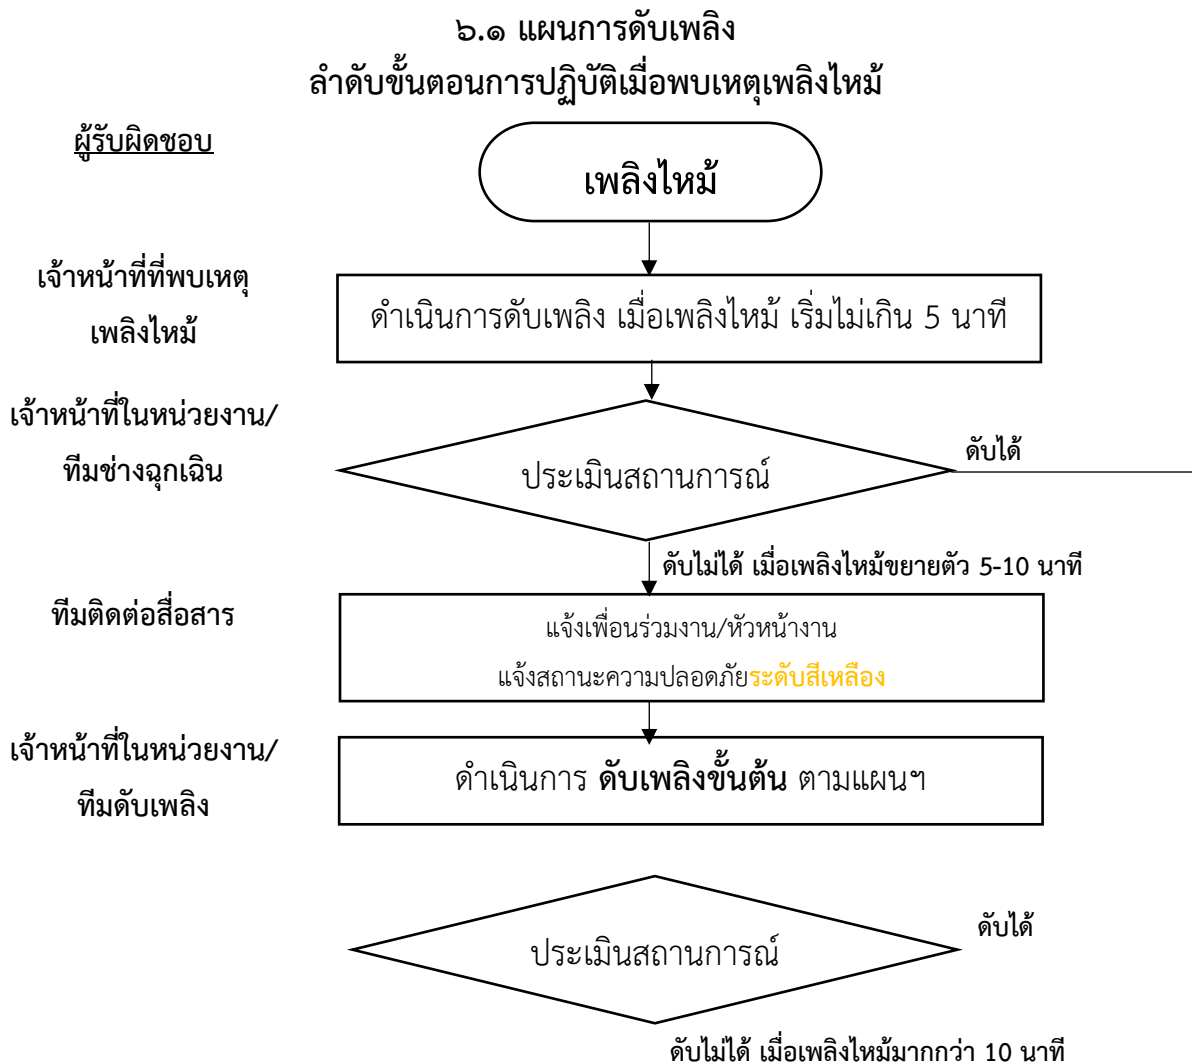 ๖.๑ แผนการดับเพลิง
ลำดับขั้นตอนการปฏิบัติเมื่อพบเหตุเพลิงไหม้
ผู้รับผิดชอบ
เพลิงไหม้
เจ้าหน้าที่ที่พบเหตุ
เพลิงไหม้
ดำเนินการดับเพลิง เมื่อเพลิงไหม้ เริ่มไม่เกิน 5 นาที
เจ้าหน้าที่ในหน่วยงาน/
ทีมช่างฉุกเฉิน
ประเมินสถานการณ์
ดับได้
ดับไม่ได้ เมื่อเพลิงไหม้ขยายตัว 5-10 นาที
ทีมติดต่อสื่อสาร
แจ้งเพื่อนร่วมงาน/หัวหน้างาน
แจ้งสถานะความปลอดภัยระดับสีเหลือง
เจ้าหน้าที่ในหน่วยงาน/
ทีมดับเพลิง
ดำเนินการ ดับเพลิงขั้นต้น ตามแผนฯ
ประเมินสถานการณ์
ดับได้
ดับไม่ได้ เมื่อเพลิงไหม้มากกว่า 10 นาที